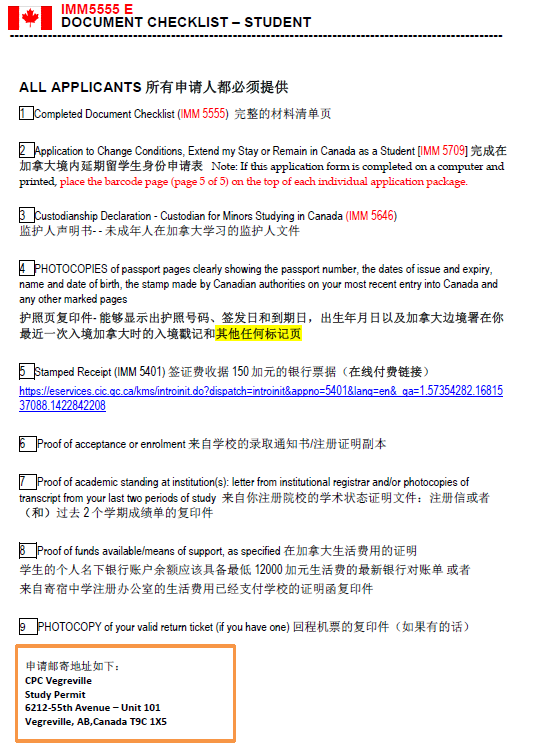 IMM5555 E
DOCUMENT CHECKLIST – STUDENT
ALL APPLICANTS 所有申请人都必须提供
1 Completed Document Checklist (IMM 5555) 完整的材料清单页
2 Application to Change Conditions, Extend my Stay or Remain in Canada as a Student [IMM 5709] 完成在
加拿大境内延期留学生身份申请表 Note: If this application form is completed on a computer and
printed, place the barcode page (page 5 of 5) on the top of each individual application package.
3 Custodianship Declaration - Custodian for Minors Studying in Canada (IMM 5646)
监护人声明书- - 未成年人在加拿大学习的监护人文件
4 PHOTOCOPIES of passport pages clearly showing the passport number, the dates of issue and expiry,
name and date of birth, the stamp made by Canadian authorities on your most recent entry into Canada and
any other marked pages
护照页复印件- 能够显示出护照号码、签发日和到期日，出生年月日以及加拿大边境署在你
最近一次入境加拿大时的入境戳记和其他任何标记页
5 Stamped Receipt (IMM 5401) 签证费收据 150 加元的银行票据（在线付费链接）
https://eservices.cic.gc.ca/kms/introinit.do?dispatch=introinit&appno=5401&lang=en&_ga=1.57354282.16815
37088.1422842208
6 Proof of acceptance or enrolment 来自学校的录取通知书/注册证明副本
7 Proof of academic standing at institution(s): letter from institutional registrar and/or photocopies of
transcript from your last two periods of study 来自你注册院校的学术状态证明文件：注册信或者
（和）过去 2 个学期成绩单的复印件
8 Proof of funds available/means of support, as specified 在加拿大生活费用的证明
学生的个人名下银行账户余额应该具备最低 12000 加元生活费的最新银行对账单 或者
来自寄宿中学注册办公室的生活费用已经支付学校的证明函复印件
9 PHOTOCOPY of your valid return ticket (if you have one) 回程机票的复印件（如果有的话）
申请邮寄地址如下：
CPC Vegreville
Study Permit
6212-55th Avenue – Unit 101
Vegreville, AB,Canada T9C 1X5